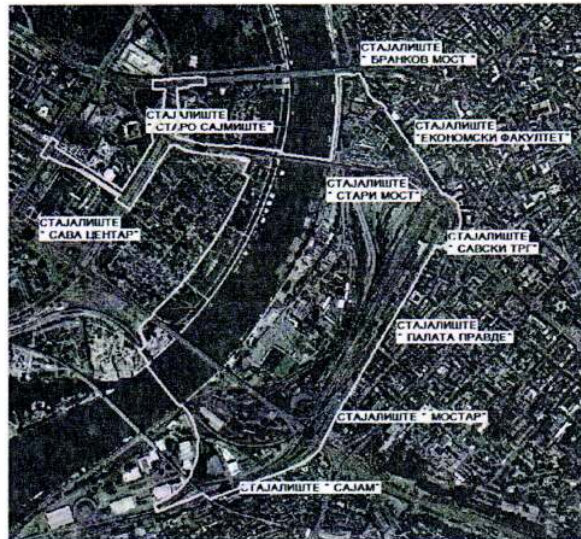 СТАЈАЛИШТЕ
" БРАНКОВ МОСТ "
СТАЈАЛИШТЕ
" СТАРО САЈМИШТЕ"
СТАЈАЛИШТЕ
"ЕКОНОМСКИ ФАКУЛТЕТ"
СТАЈАЛИШТЕ
" СТАРИ МОСТ"
СТАЈАЛИШТЕ
" САВА ЦЕНТАР"
СТАЈАЛИШТЕ
" САВСКИ ТРГ"
СТАЈАЛИШТЕ
" ПАЛАТА ПРАВДЕ"
СТАЈАЛИШТЕ " МОСТАР"
СТАЈАЛИШТЕ " САЈАМ"